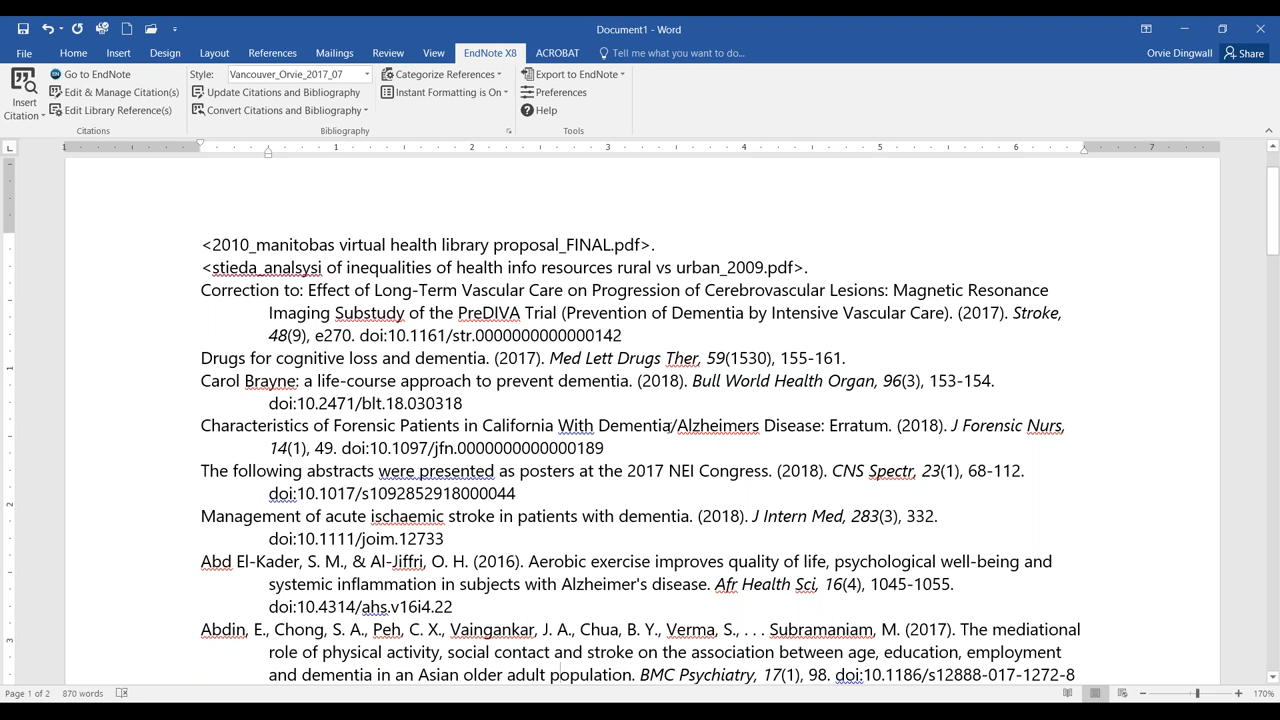 Document1 - Word
File Home Insert Design Layout References Mailings Review View EndNote X8 ACROBAT Tell me what you want to do... Orvie Dingwall Share
Insert Citation
Go to EndNote
Edit & Manage Citation(s)
Edit Library Reference(s)
Citations
Style: Vancouver_Orvie_2017_07
Update Citations and Bibliography
Convert Citations and Bibliography
Categorize References
Instant Formatting is On
Bibliography
Export to EndNote
Preferences
Help
Tools
1 1 2 3 4 5 6 7
<2010_manitobas virtual health library proposal_FINAL.pdf>.
<stieda_analsysi of inequalities of health info resources rural vs urban_2009.pdf>.
Correction to: Effect of Long-Term Vascular Care on Progression of Cerebrovascular Lesions: Magnetic Resonance
Imaging Substudy of the PreDIVA Trial (Prevention of Dementia by Intensive Vascular Care). (2017). Stroke,
48(9), e270. doi:10.1161/str.0000000000000142
Drugs for cognitive loss and dementia. (2017). Med Lett Drugs Ther, 59(1530), 155-161.
Carol Brayne: a life-course approach to prevent dementia. (2018). Bull World Health Organ, 96(3), 153-154.
doi:10.2471/blt.18.030318
Characteristics of Forensic Patients in California With Dementia/Alzheimers Disease: Erratum. (2018). J Forensic Nurs,
14(1), 49. doi:10.1097/jfn.0000000000000189
The following abstracts were presented as posters at the 2017 NEI Congress. (2018). CNS Spectr, 23(1), 68-112.
doi:10.1017/s1092852918000044
Management of acute ischaemic stroke in patients with dementia. (2018). J Intern Med, 283(3), 332.
doi:10.1111/joim.12733
Abd El-Kader, S. M., & Al-Jiffri, O. H. (2016). Aerobic exercise improves quality of life, psychological well-being and
systemic inflammation in subjects with Alzheimer's disease. Afr Health Sci, 16(4), 1045-1055.
doi:10.4314/ahs.v16i4.22
Abdin, E., Chong, S. A., Peh, C. X., Vaingankar, J. A., Chua, B. Y., Verma, S., . . . Subramaniam, M. (2017). The mediational
role of physical activity, social contact and stroke on the association between age, education, employment
and dementia in an Asian older adult population. BMC Psychiatry, 17(1), 98. doi:10.1186/s12888-017-1272-8
1
2
3
Page 1 of 2 870 words 170%